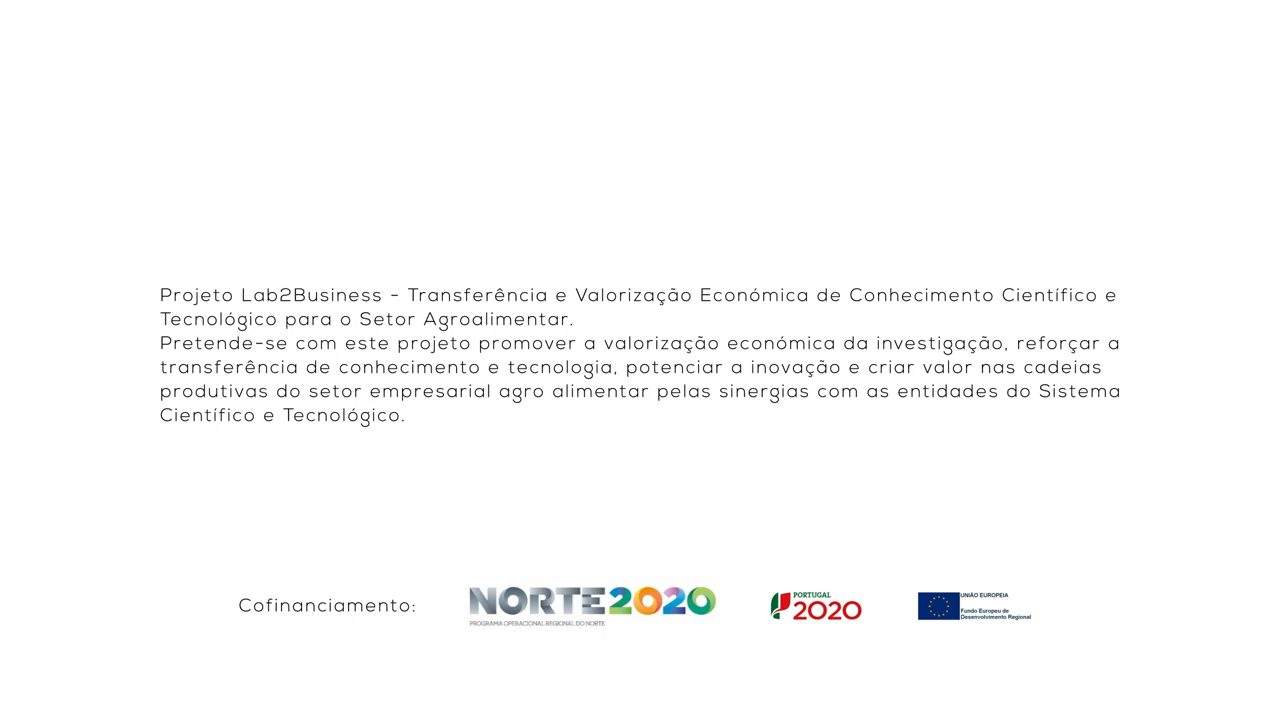 Projeto Lab2Business - Transferência e Valorização Económica de Conhecimento Científico e
Tecnológico para o Setor Agroalimentar.
Pretende-se com este projeto promover a valorização económica da investigação, reforçar a
transferência de conhecimento e tecnologia, potenciar a inovação e criar valor nas cadeias
produtivas do setor empresarial agro alimentar pelas sinergias com as entidades do Sistema
Científico e Tecnológico.
Cofinanciamento:
NORTE2020
PROGRAMA OPERACIONAL REGIONAL DO NORTE
PORTUGAL
2020
UNIÃO EUROPEIA
Fundo Europeu de
Desenvolvimento Regional